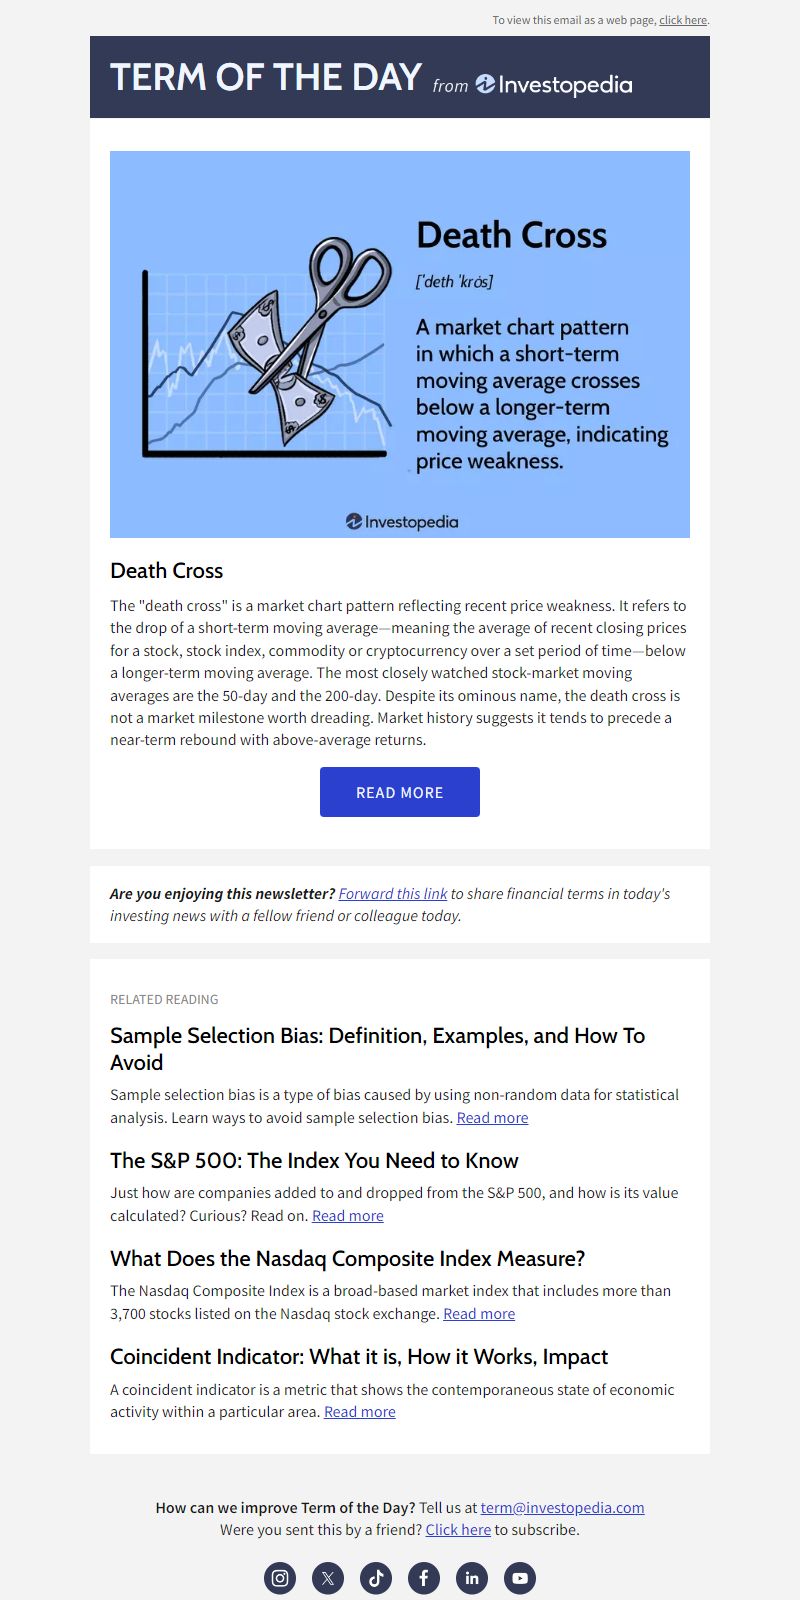 To view this email as a web page, click here.
TERM OF THE DAY from Investopedia
Death Cross
['deth 'krȯs]
A market chart pattern
in which a short-term
moving average crosses
below a longer-term
moving average, indicating
price weakness.
Investopedia
Death Cross
The "death cross" is a market chart pattern reflecting recent price weakness. It refers to
the drop of a short-term moving average—meaning the average of recent closing prices
for a stock, stock index, commodity or cryptocurrency over a set period of time—below
a longer-term moving average. The most closely watched stock-market moving
averages are the 50-day and the 200-day. Despite its ominous name, the death cross is
not a market milestone worth dreading. Market history suggests it tends to precede a
near-term rebound with above-average returns.
READ MORE
Are you enjoying this newsletter? Forward this link to share financial terms in today's
investing news with a fellow friend or colleague today.
RELATED READING
Sample Selection Bias: Definition, Examples, and How To
Avoid
Sample selection bias is a type of bias caused by using non-random data for statistical
analysis. Learn ways to avoid sample selection bias. Read more
The S&P 500: The Index You Need to Know
Just how are companies added to and dropped from the S&P 500, and how is its value
calculated? Curious? Read on. Read more
What Does the Nasdaq Composite Index Measure?
The Nasdaq Composite Index is a broad-based market index that includes more than
3,700 stocks listed on the Nasdaq stock exchange. Read more
Coincident Indicator: What it is, How it Works, Impact
A coincident indicator is a metric that shows the contemporaneous state of economic
activity within a particular area. Read more
How can we improve Term of the Day? Tell us at term@investopedia.com
Were you sent this by a friend? Click here to subscribe.